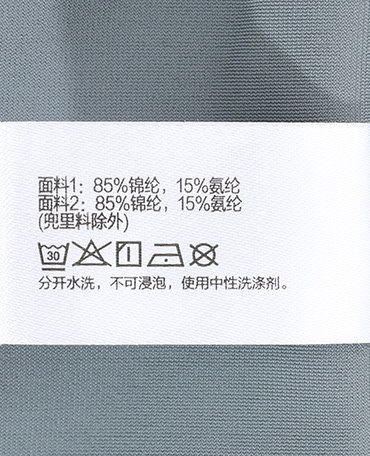 面料1：85%锦纶，15%氨纶
面料2：85%锦纶，15%氨纶
(兜里料除外)
30
分开水洗，不可浸泡，使用中性洗涤剂。